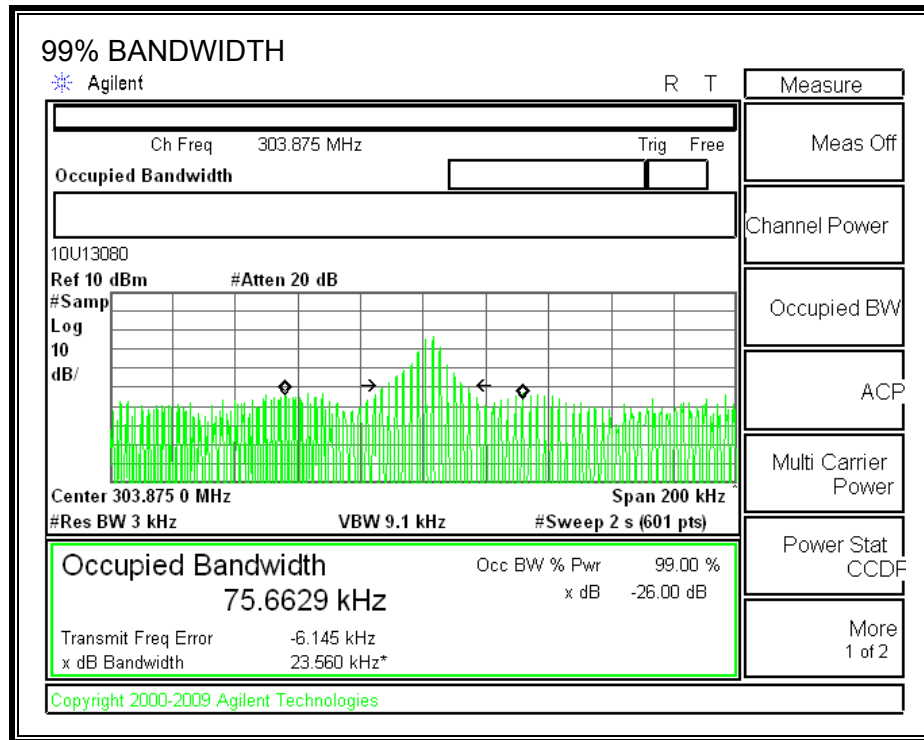 99% BANDWIDTH
Agilent R T
Measure
Ch Freq 303.875 MHz Trig Free
Meas Off
Occupied Bandwidth
Channel Power
10U13080
Ref 10 dBm #Atten 20 dB
#Samp
Log
10
dB/
Occupied BW
ACP
Multi Carrier
Power
Center 303.875 0 MHz Span 200 kHz
#Res BW 3 kHz VBW 9.1 kHz #Sweep 2 s (601 pts)
Power Stat
CCDF
Occupied Bandwidth Occ BW % Pwr 99.00 %
75.6629 kHz x dB -26.00 dB
Transmit Freq Error -6.145 kHz
x dB Bandwidth 23.560 kHz*
More
1 of 2
Copyright 2000-2009 Agilent Technologies